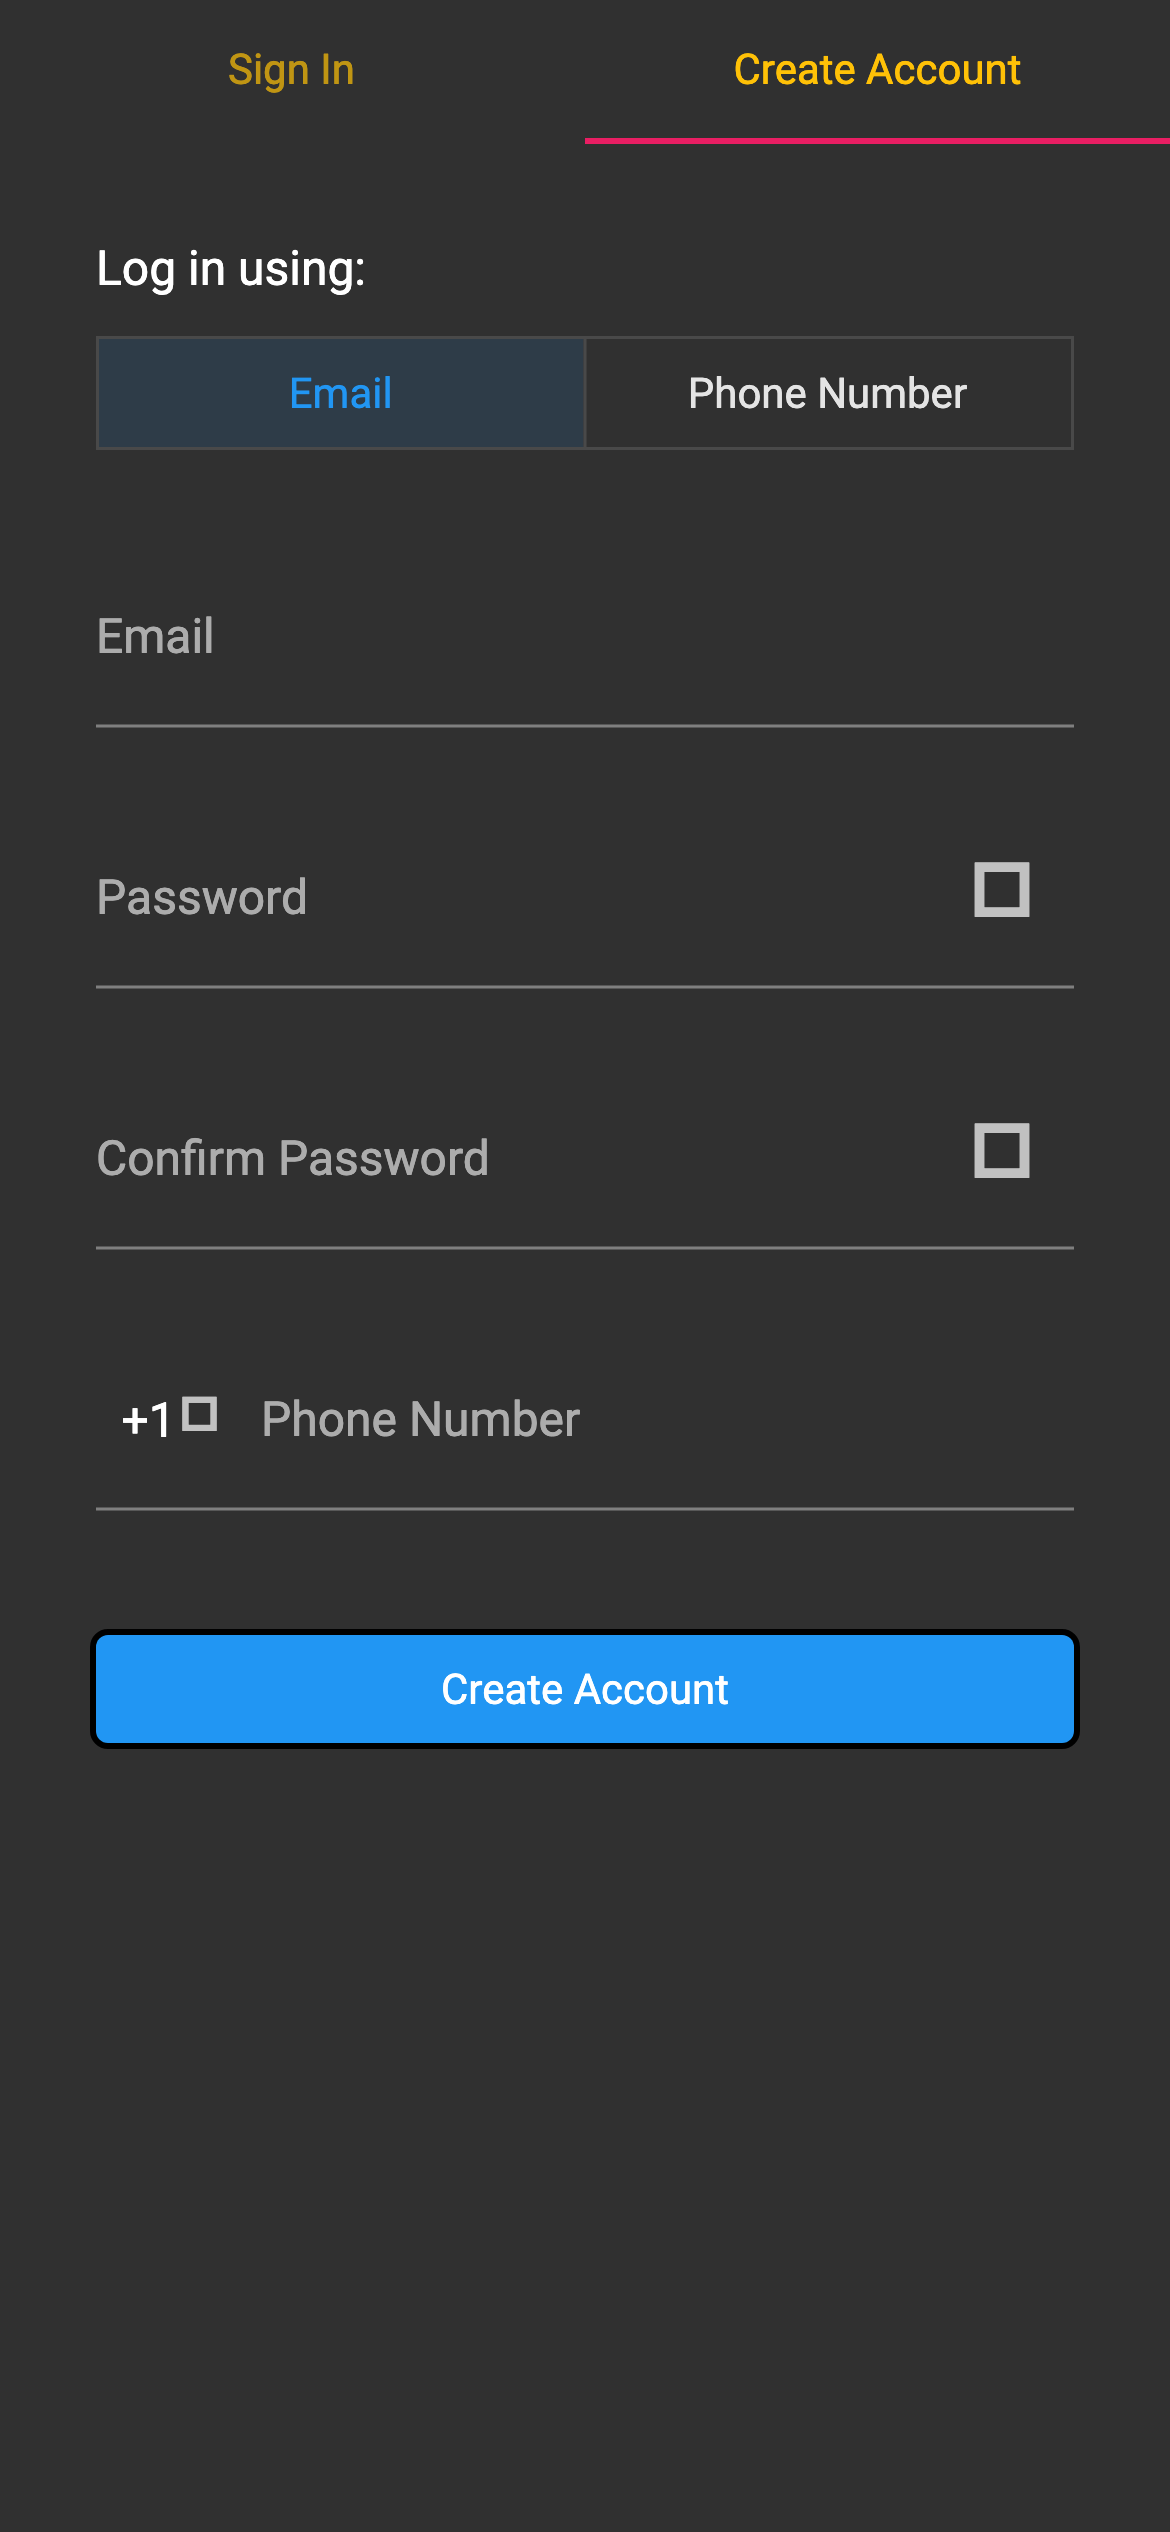 Sign In Create Account
Log in using:
Email Phone Number
Email
Password
Confirm Password
+1 Phone Number
Create Account